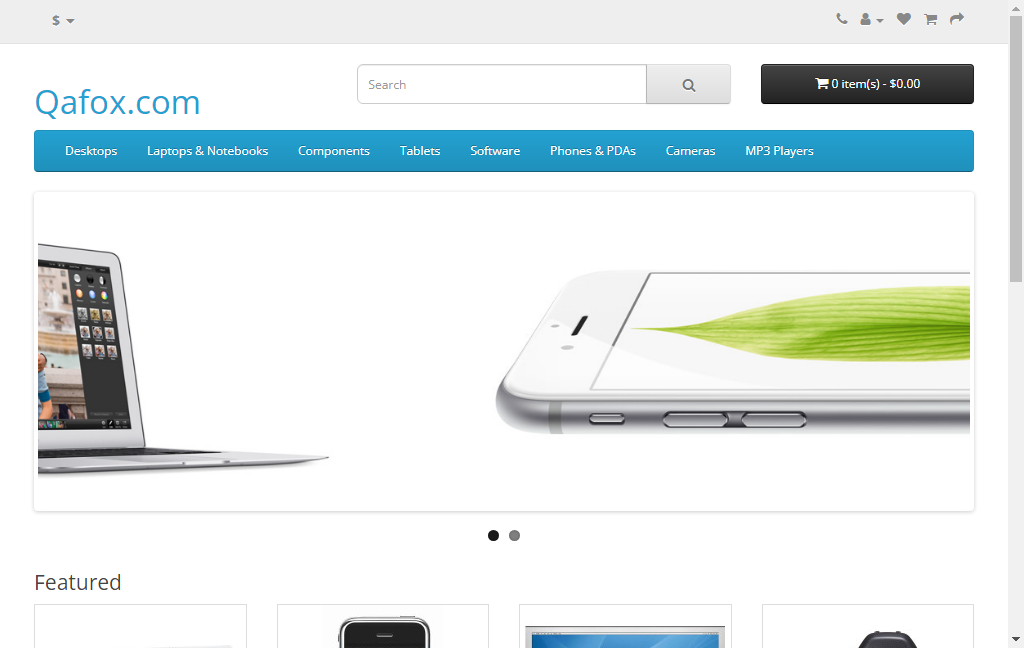 $
Qafox.com
Search
0 item(s) - $0.00
Desktops
Laptops & Notebooks
Components
Tablets
Software
Phones & PDAs
Cameras
MP3 Players
Featured